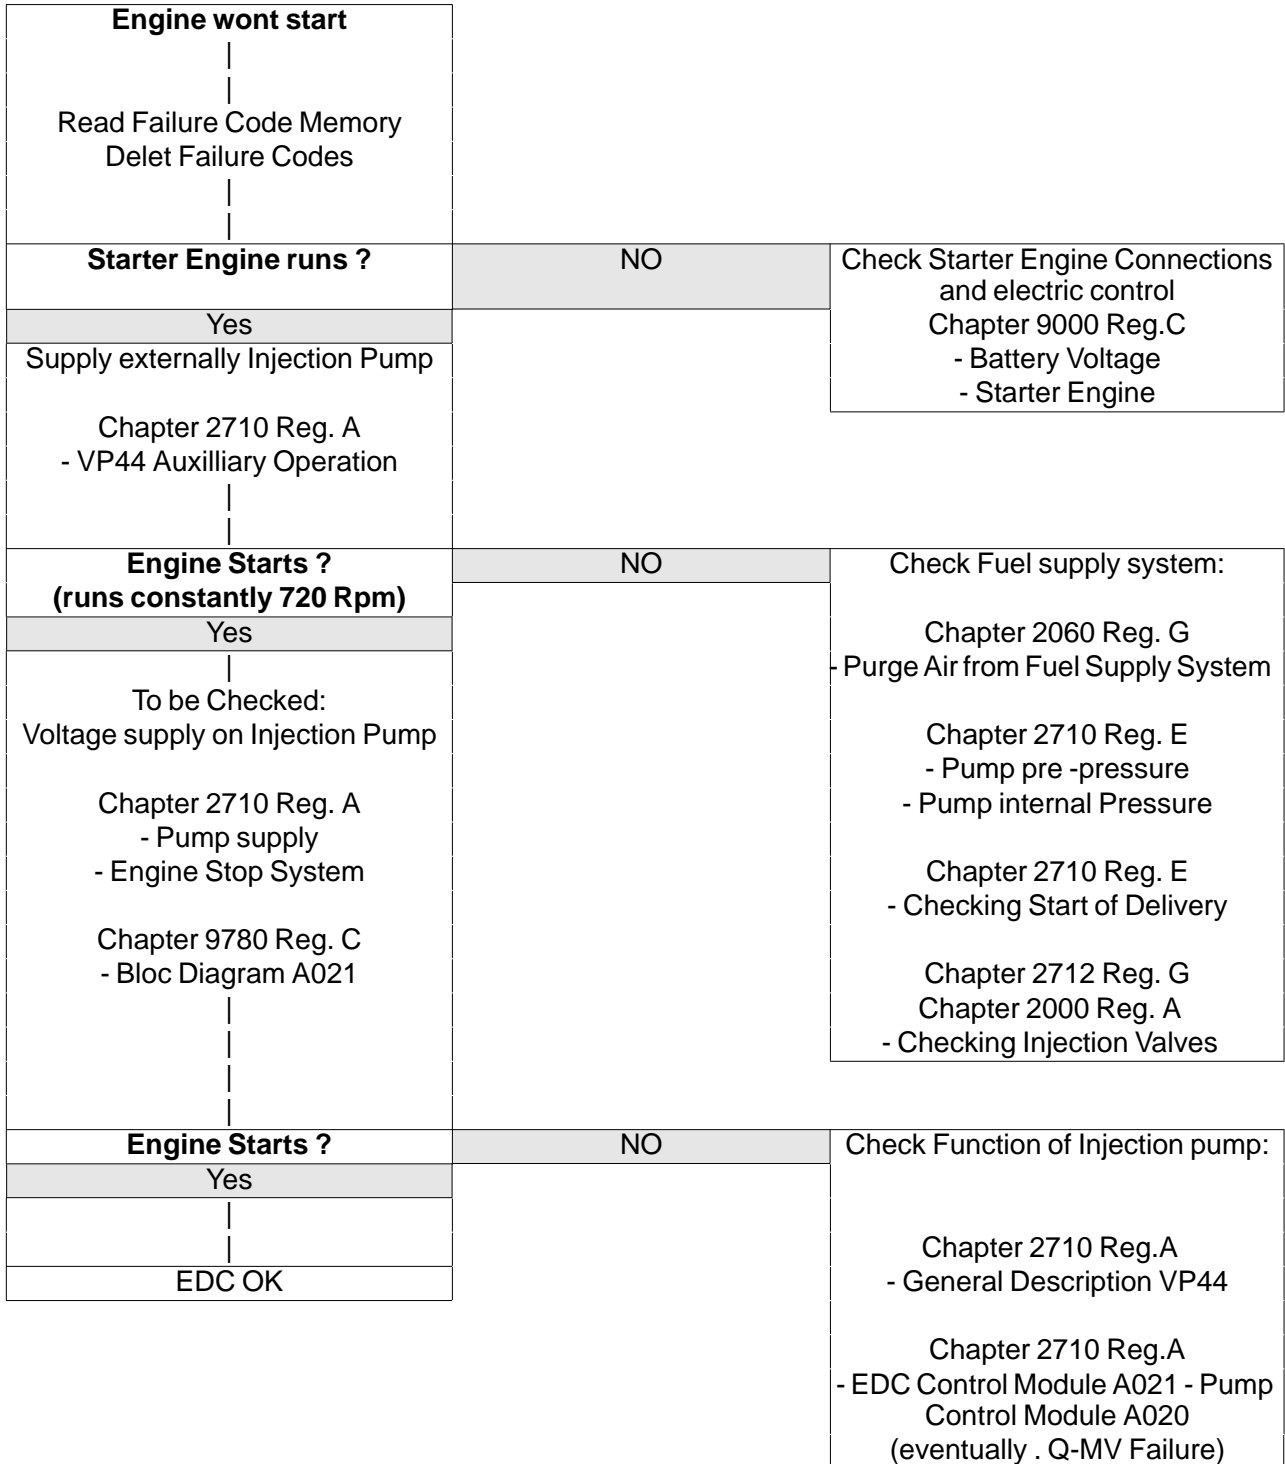 Engine wont start
Read Failure Code Memory
Delet Failure Codes
Starter Engine runs ?
NO
Check Starter Engine Connections
and electric control
Chapter 9000 Reg.C
- Battery Voltage
- Starter Engine
Yes
Supply externally Injection Pump
Chapter 2710 Reg. A
- VP44 Auxilliary Operation
Engine Starts ?
(runs constantly 720 Rpm)
NO
Check Fuel supply system:
Chapter 2060 Reg. G
- Purge Air from Fuel Supply System
Chapter 2710 Reg. E
- Pump pre -pressure
- Pump internal Pressure
Chapter 2710 Reg. E
- Checking Start of Delivery
Chapter 2712 Reg. G
Chapter 2000 Reg. A
- Checking Injection Valves
Yes
To be Checked:
Voltage supply on Injection Pump
Chapter 2710 Reg. A
- Pump supply
- Engine Stop System
Chapter 9780 Reg. C
- Bloc Diagram A021
Engine Starts ?
NO
Check Function of Injection pump:
Chapter 2710 Reg.A
- General Description VP44
Chapter 2710 Reg.A
- EDC Control Module A021 - Pump
Control Module A020
(eventually . Q-MV Failure)
Yes
EDC OK